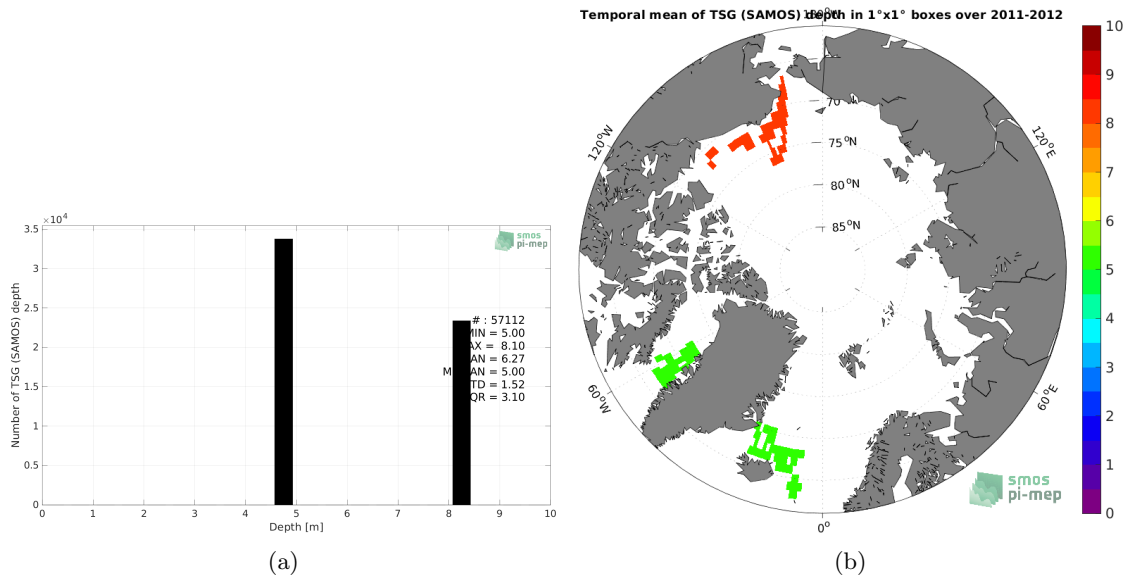 Temporal mean of TSG (SAMOS) depth in 1°x1° boxes over 2011-2012
×10⁴
3.5
3
2.5
2
1.5
1
0.5
0
Number of TSG (SAMOS) depth
0 1 2 3 4 5 6 7 8 9 10
Depth [m]
smos
pi-mep
# : 57112
MIN = 5.00
AX = 8.10
AN = 6.27
M AN = 5.00
TD = 1.52
QR = 3.10
(a)
120°W
70°N
75°N
80°N
85°N
120°E
60°W
60°E
0°
smos
pi-mep
10
9
8
7
6
5
4
3
2
1
0
(b)